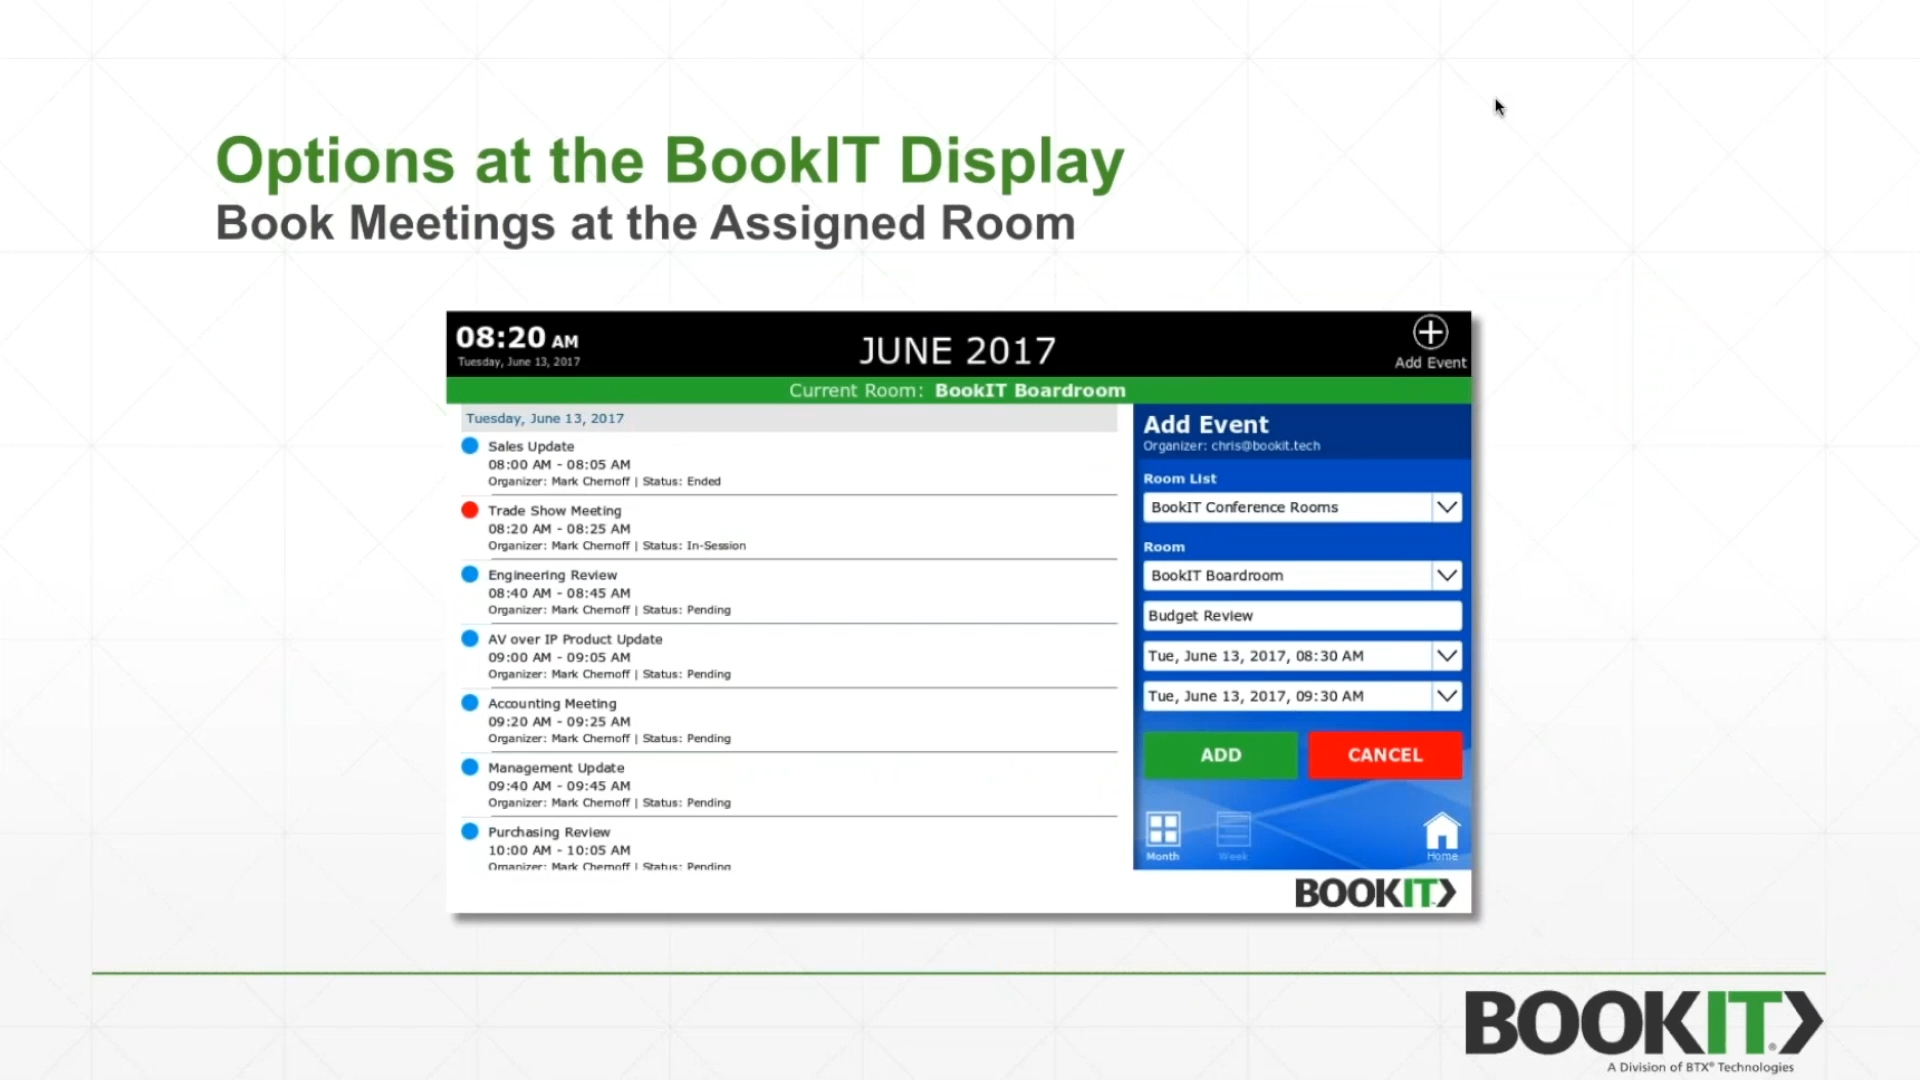 Options at the BookIT Display
Book Meetings at the Assigned Room
08:20 AM
Tuesday, June 13, 2017
JUNE 2017
Add Event
Current Room: BookIT Boardroom
Tuesday, June 13, 2017
Sales Update
08:00 AM - 08:05 AM
Organizer: Mark Chernoff | Status: Ended
Trade Show Meeting
08:20 AM - 08:25 AM
Organizer: Mark Chernoff | Status: In-Session
Engineering Review
08:40 AM - 08:45 AM
Organizer: Mark Chernoff | Status: Pending
AV over IP Product Update
09:00 AM - 09:05 AM
Organizer: Mark Chernoff | Status: Pending
Accounting Meeting
09:20 AM - 09:25 AM
Organizer: Mark Chernoff | Status: Pending
Management Update
09:40 AM - 09:45 AM
Organizer: Mark Chernoff | Status: Pending
Purchasing Review
10:00 AM - 10:05 AM
Organizer: Mark Chernoff | Status: Pending
Add Event
Organizer: chris@bookit.tech
Room List
BookIT Conference Rooms
Room
BookIT Boardroom
Budget Review
Tue, June 13, 2017, 08:30 AM
Tue, June 13, 2017, 09:30 AM
ADD CANCEL
Month Week Home
BOOKIT
BOOKIT®
A Division of BTX® Technologies